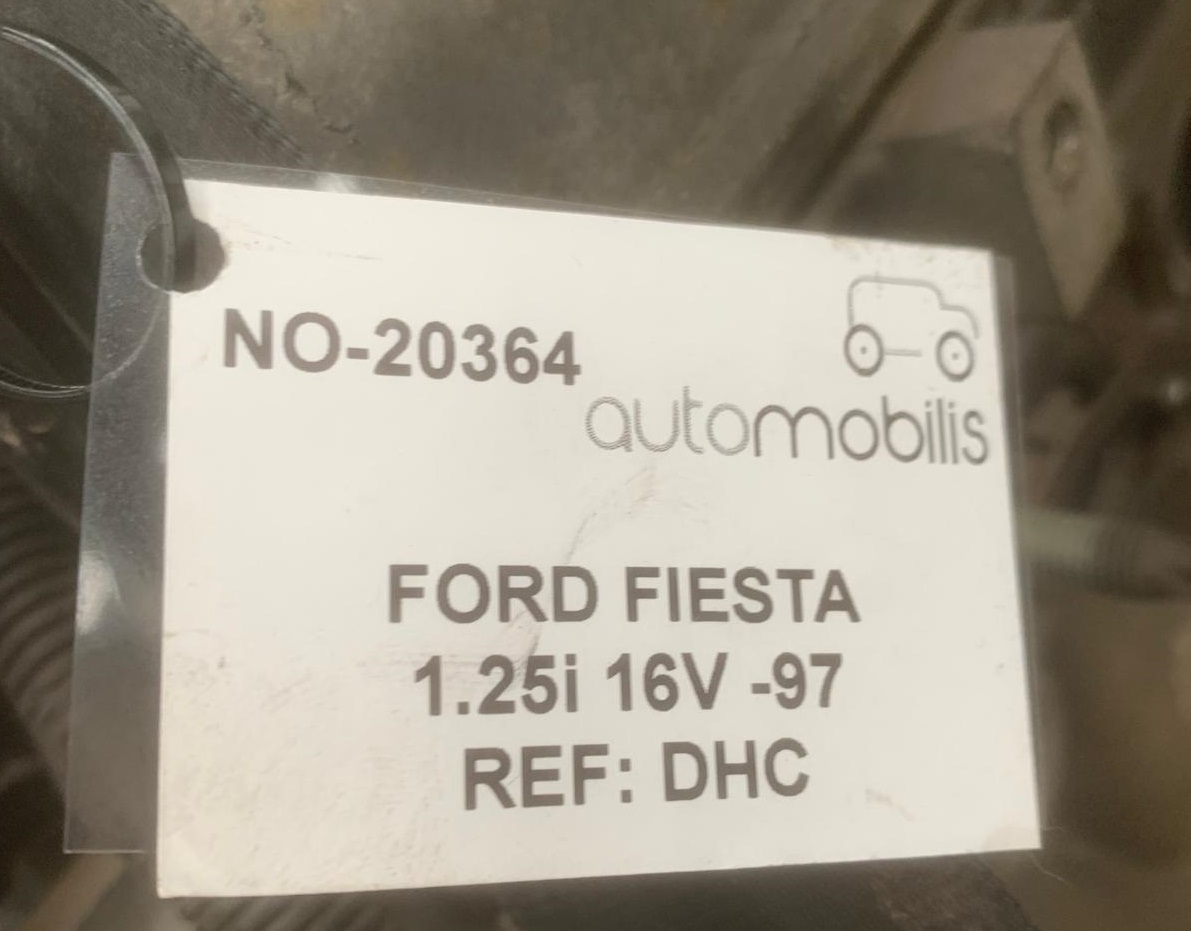 NO-20364
automobilis
FORD FIESTA
1.25i 16V -97
REF: DHC